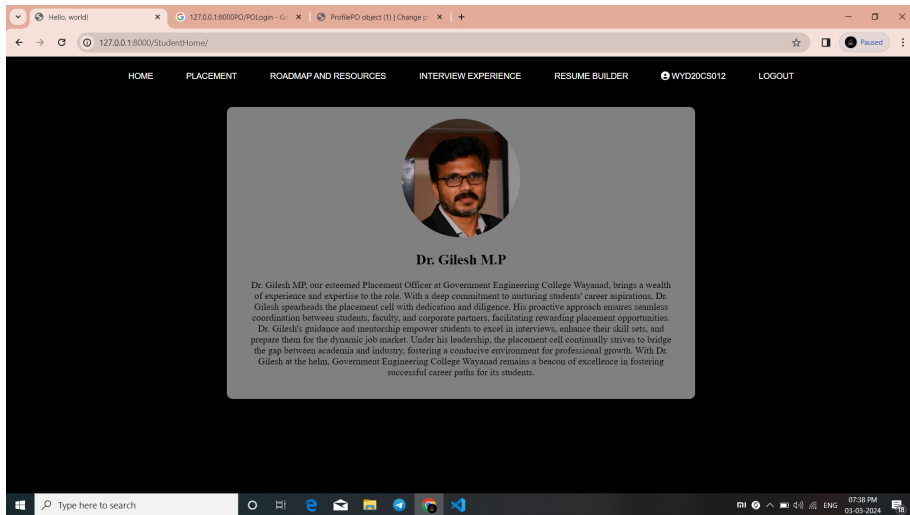 Hello, world!
127.0.0.1:8000PO/POLogin - Go
ProfilePO object (1) | Change p
127.0.0.1:8000/StudentHome/
Paused
HOME PLACEMENT ROADMAP AND RESOURCES INTERVIEW EXPERIENCE RESUME BUILDER WYD20CS012 LOGOUT
Dr. Gilesh M.P
Dr. Gilesh MP, our esteemed Placement Officer at Government Engineering College Wayanad, brings a wealth
of experience and expertise to the role. With a deep commitment to nurturing students' career aspirations, Dr.
Gilesh spearheads the placement cell with dedication and diligence. His proactive approach ensures seamless
coordination between students, faculty, and corporate partners, facilitating rewarding placement opportunities.
Dr. Gilesh's guidance and mentorship empower students to excel in interviews, enhance their skill sets, and
prepare them for the dynamic job market. Under his leadership, the placement cell continually strives to bridge
the gap between academia and industry, fostering a conducive environment for professional growth. With Dr.
Gilesh at the helm, Government Engineering College Wayanad remains a beacon of excellence in fostering
successful career paths for its students.
Type here to search
ENG
07:38 PM
03-03-2024
18